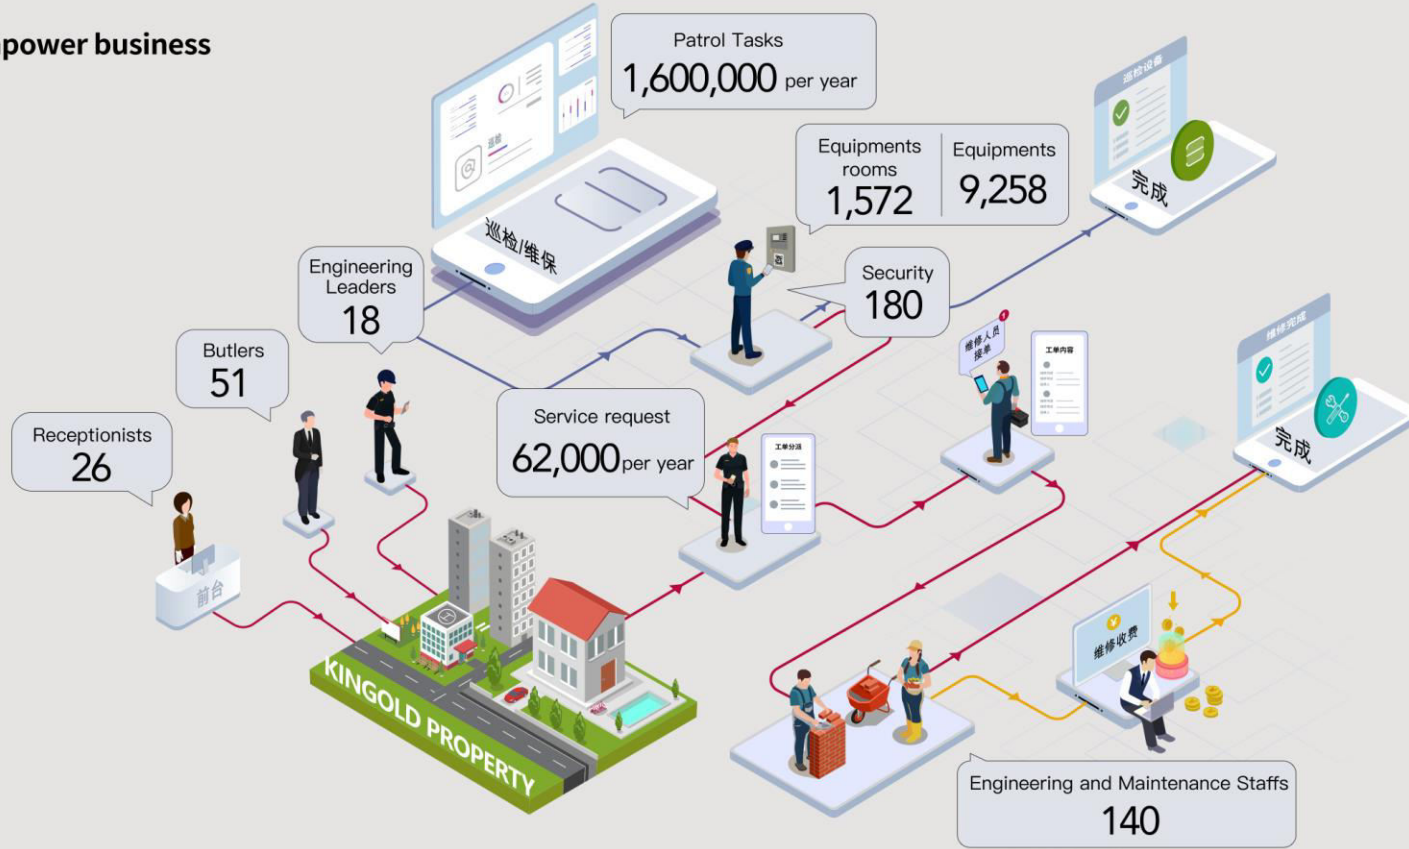 power business
Patrol Tasks
1,600,000 per year
巡检
巡检/维保
巡检设备
完成
Equipments
rooms
1,572
Equipments
9,258
Engineering
Leaders
18
Security
180
Butlers
51
维修人员
接单
1
工单内容
维修完成
完成
Receptionists
26
Service request
62,000 per year
工单分派
前台
KINGOLD PROPERTY
维修收费
Engineering and Maintenance Staffs
140